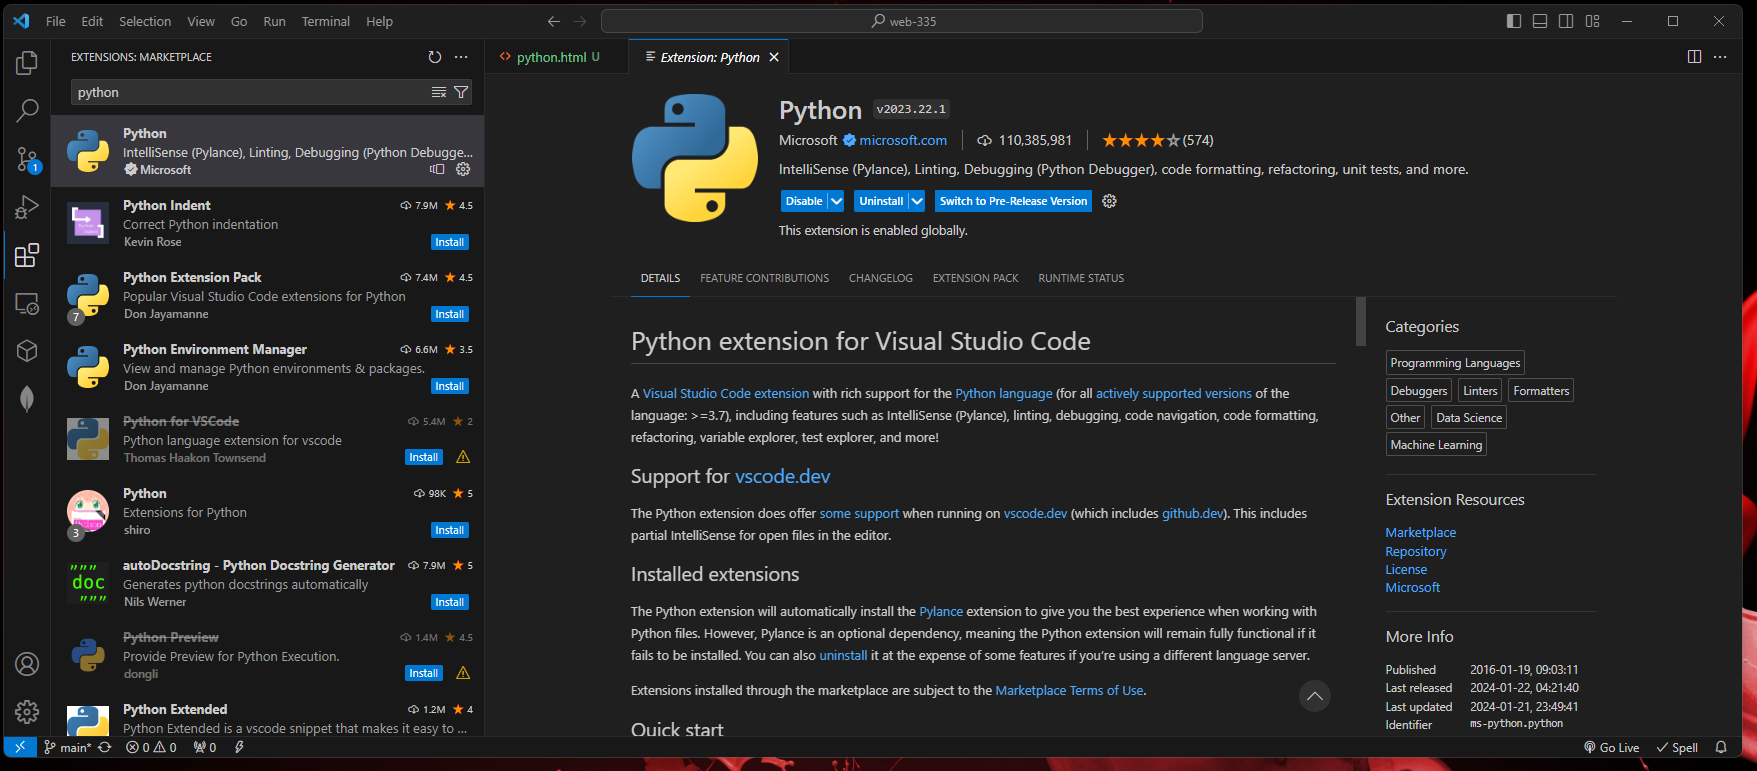 File Edit Selection View Go Run Terminal Help
web-335
EXTENSIONS: MARKETPLACE
python
1
Python
IntelliSense (Pylance), Linting, Debugging (Python Debugge...
Microsoft
Python Indent 7.9M 4.5
Correct Python indentation
Kevin Rose Install
Python Extension Pack 7.4M 4.5
Popular Visual Studio Code extensions for Python
7
Don Jayamanne Install
Python Environment Manager 6.6M 3.5
View and manage Python environments & packages.
Don Jayamanne Install
Python for VSCode 5.4M 2
Python language extension for vscode
Thomas Haakon Townsend Install
Python 98K 5
Extensions for Python
3
shiro Install
autoDocstring - Python Docstring Generator 7.9M 5
"""
doc
"""
Generates python docstrings automatically
Nils Werner Install
Python Preview 1.4M 4.5
Provide Preview for Python Execution.
dongli Install
Python Extended 1.2M 4
Python Extended is a vscode snippet that makes it easy to ...
python.html U
Extension: Python
Python v2023.22.1
Microsoft microsoft.com 110,385,981 (574)
IntelliSense (Pylance), Linting, Debugging (Python Debugger), code formatting, refactoring, unit tests, and more.
Disable Uninstall Switch to Pre-Release Version
This extension is enabled globally.
DETAILS FEATURE CONTRIBUTIONS CHANGELOG EXTENSION PACK RUNTIME STATUS
Python extension for Visual Studio Code
A Visual Studio Code extension with rich support for the Python language (for all actively supported versions of the
language: >=3.7), including features such as IntelliSense (Pylance), linting, debugging, code navigation, code formatting,
refactoring, variable explorer, test explorer, and more!
Support for vscode.dev
The Python extension does offer some support when running on vscode.dev (which includes github.dev). This includes
partial IntelliSense for open files in the editor.
Installed extensions
The Python extension will automatically install the Pylance extension to give you the best experience when working with
Python files. However, Pylance is an optional dependency, meaning the Python extension will remain fully functional if it
fails to be installed. You can also uninstall it at the expense of some features if you're using a different language server.
Extensions installed through the marketplace are subject to the Marketplace Terms of Use.
Quick start
Categories
Programming Languages
Debuggers Linters Formatters
Other Data Science
Machine Learning
Extension Resources
Marketplace
Repository
License
Microsoft
More Info
Published 2016-01-19, 09:03:11
Last released 2024-01-22, 04:21:40
Last updated 2024-01-21, 23:49:41
Identifier ms-python.python
main* 0 0 0
Go Live Spell